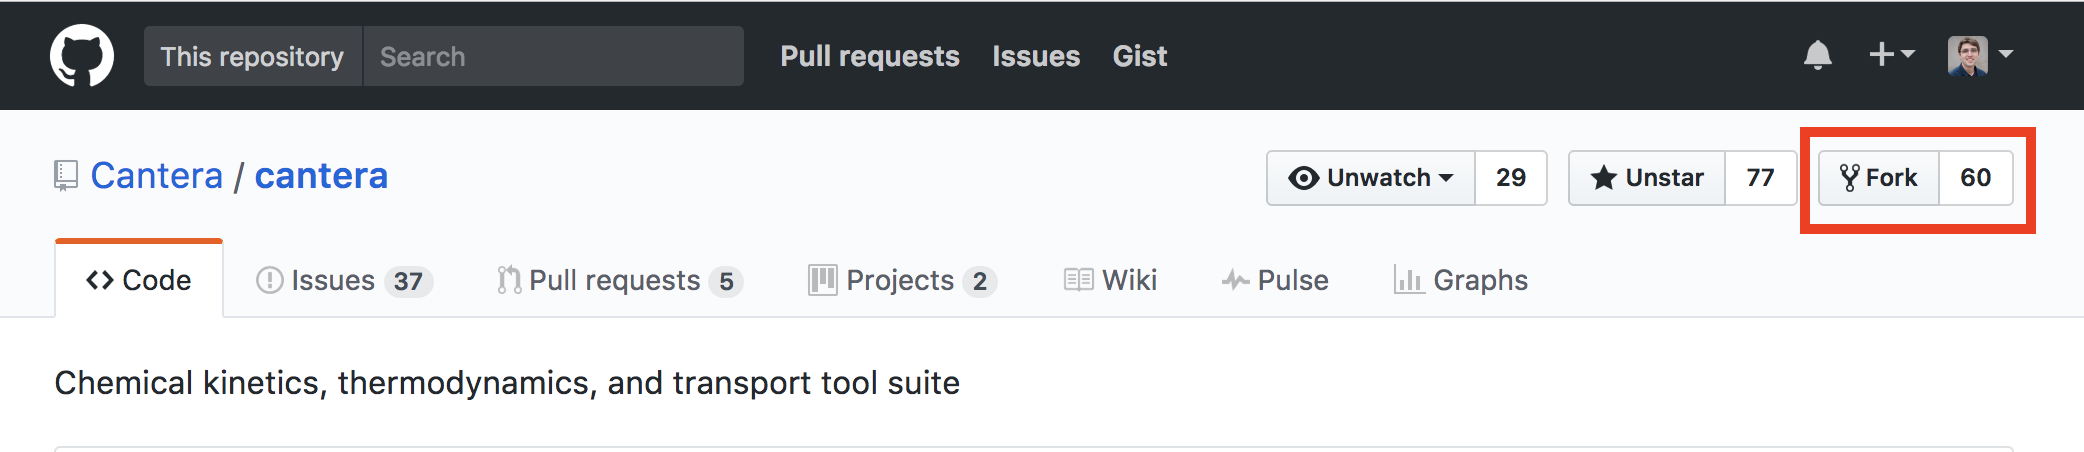 This repository Search Pull requests Issues Gist
Cantera / cantera Unwatch 29 Unstar 77 Fork 60
Code Issues 37 Pull requests 5 Projects 2 Wiki Pulse Graphs
Chemical kinetics, thermodynamics, and transport tool suite